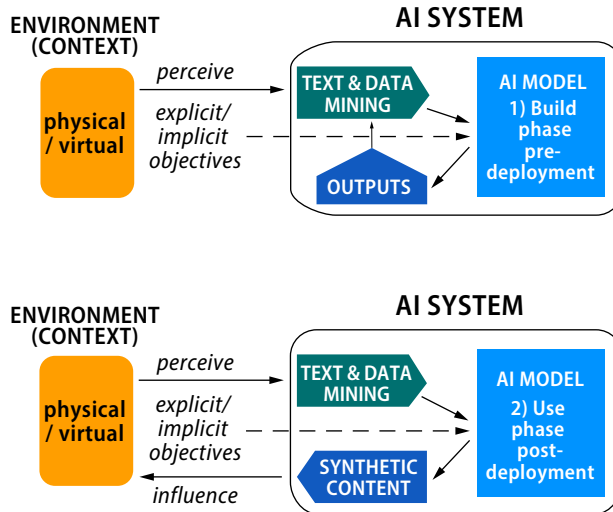 ENVIRONMENT
(CONTEXT)
AI SYSTEM
perceive
physical
/ virtual
explicit/
implicit
objectives
TEXT & DATA
MINING
OUTPUTS
AI MODEL
1) Build
phase
pre-
deployment
ENVIRONMENT
(CONTEXT)
AI SYSTEM
perceive
physical
/ virtual
explicit/
implicit
objectives
influence
TEXT & DATA
MINING
SYNTHETIC
CONTENT
AI MODEL
2) Use
phase
post-
deployment